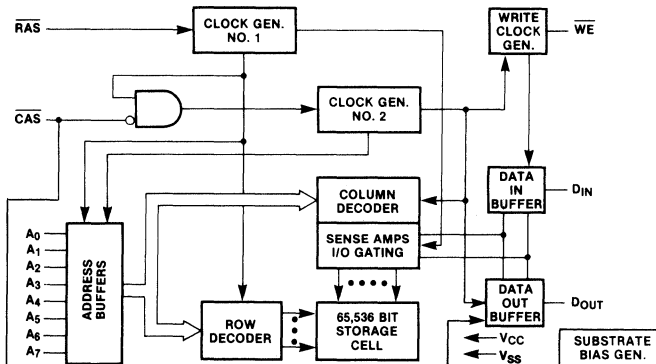 RAS
CLOCK GEN.
NO. 1
WRITE
CLOCK
GEN.
WE
CAS
CLOCK GEN.
NO. 2
DATA
IN
BUFFER
DIN
COLUMN
DECODER
SENSE AMPS
I/O GATING
A0
A1
A2
A3
A4
A5
A6
A7
ADDRESS
BUFFERS
ROW
DECODER
65,536 BIT
STORAGE
CELL
DATA
OUT
BUFFER
DOUT
VCC
VSS
SUBSTRATE
BIAS GEN.